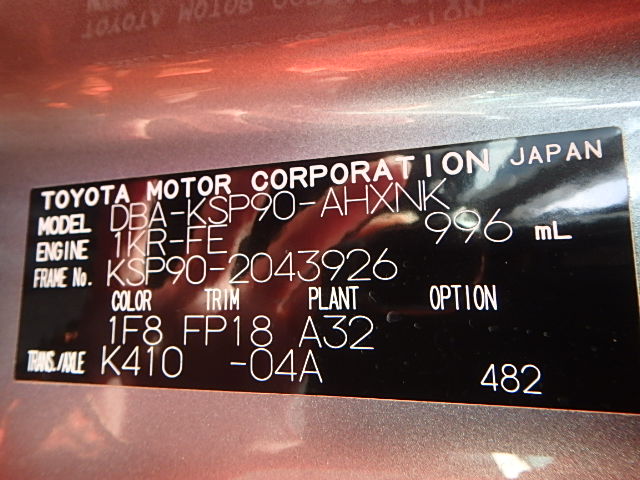 TOYOTA MOTOR CORPORATION JAPAN
MODEL DBA-KSP90-AHXNK
ENGINE 1KR-FE 996 mL
FRAME No. KSP90-2043926
COLOR TRIM PLANT OPTION
1F8 FP18 A32
TRANS./AXLE K410 -04A
482